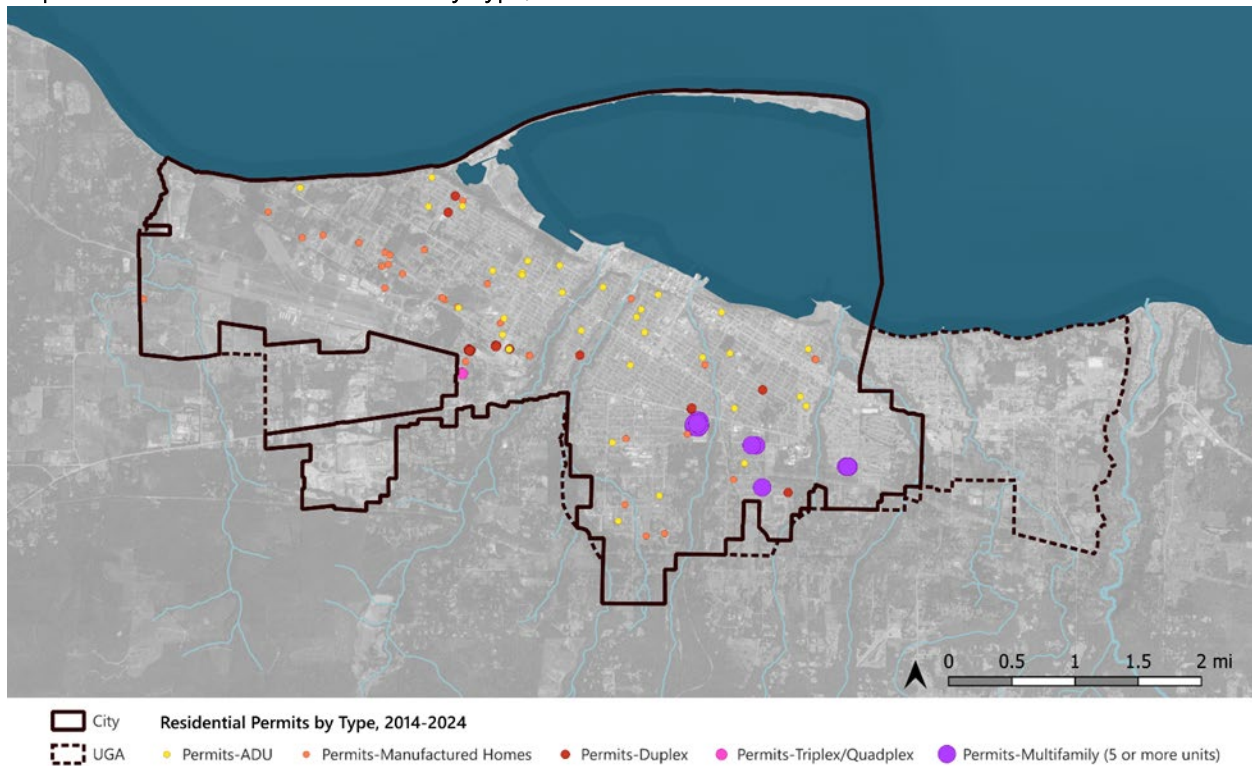 0 0.5 1 1.5 2 mi
City Residential Permits by Type, 2014-2024
UGA Permits-ADU Permits-Manufactured Homes Permits-Duplex Permits-Triplex/Quadplex Permits-Multifamily (5 or more units)